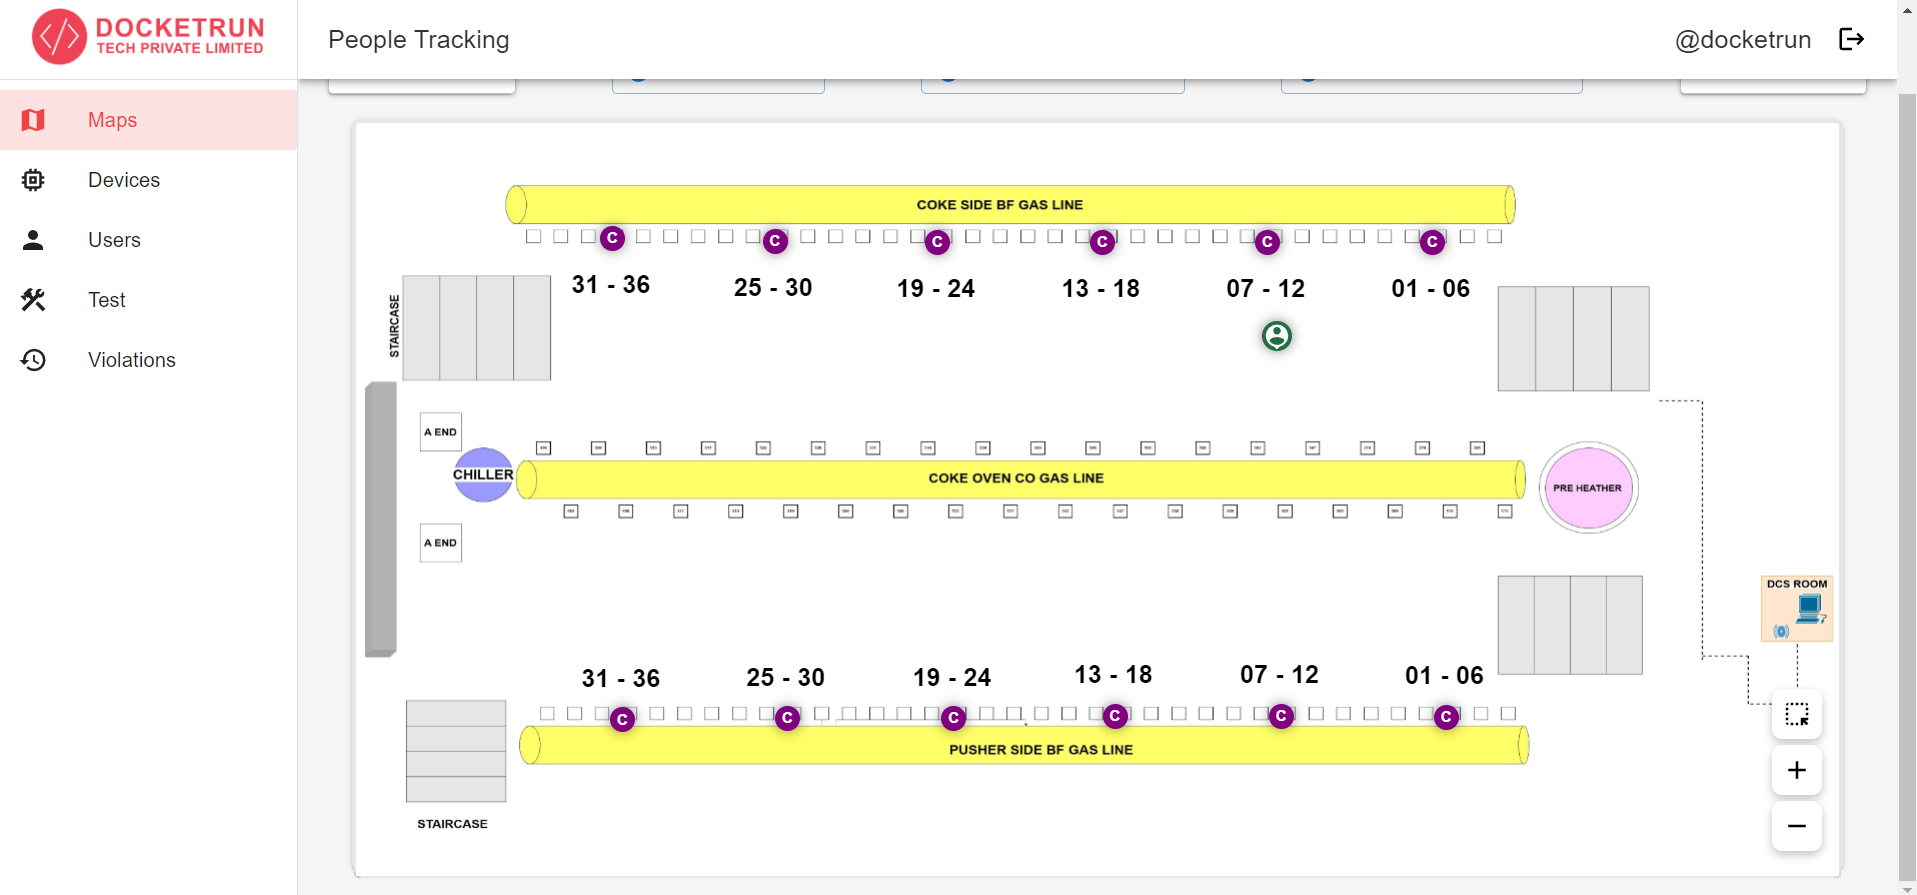 DOCKETRUN
TECH PRIVATE LIMITED
People Tracking
@docketrun
Maps
Devices
Users
Test
Violations
COKE SIDE BF GAS LINE
C C C C C C
31 - 36 25 - 30 19 - 24 13 - 18 07 - 12 01 - 06
STAIRCASE
A END
CHILLER
COKE OVEN CO GAS LINE
PRE HEATHER
A END
DCS ROOM
31 - 36 25 - 30 19 - 24 13 - 18 07 - 12 01 - 06
C C C C C C
PUSHER SIDE BF GAS LINE
STAIRCASE